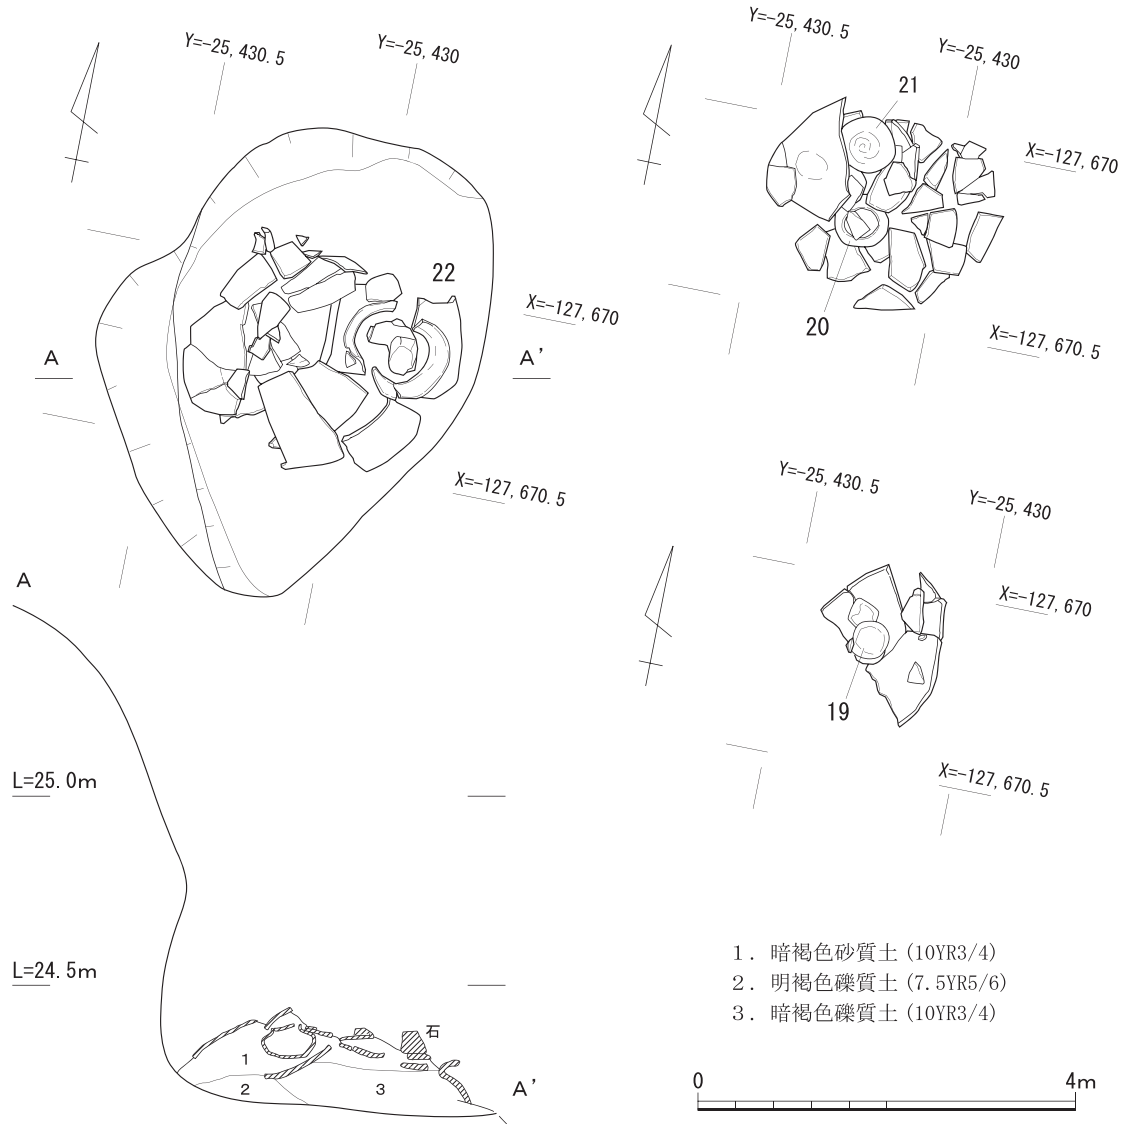 Y=-25,430.5
Y=-25,430
22
X=-127,670
A
A’
X=-127,670.5
Y=-25,430.5
Y=-25,430
21
X=-127,670
20
X=-127,670.5
Y=-25,430.5
Y=-25,430
X=-127,670
19
X=-127,670.5
A
L=25.0m
L=24.5m
石
1
2
3
A’
1. 暗褐色砂質土(10YR3/4)
2. 明褐色礫質土(7.5YR5/6)
3. 暗褐色礫質土(10YR3/4)
0
4m